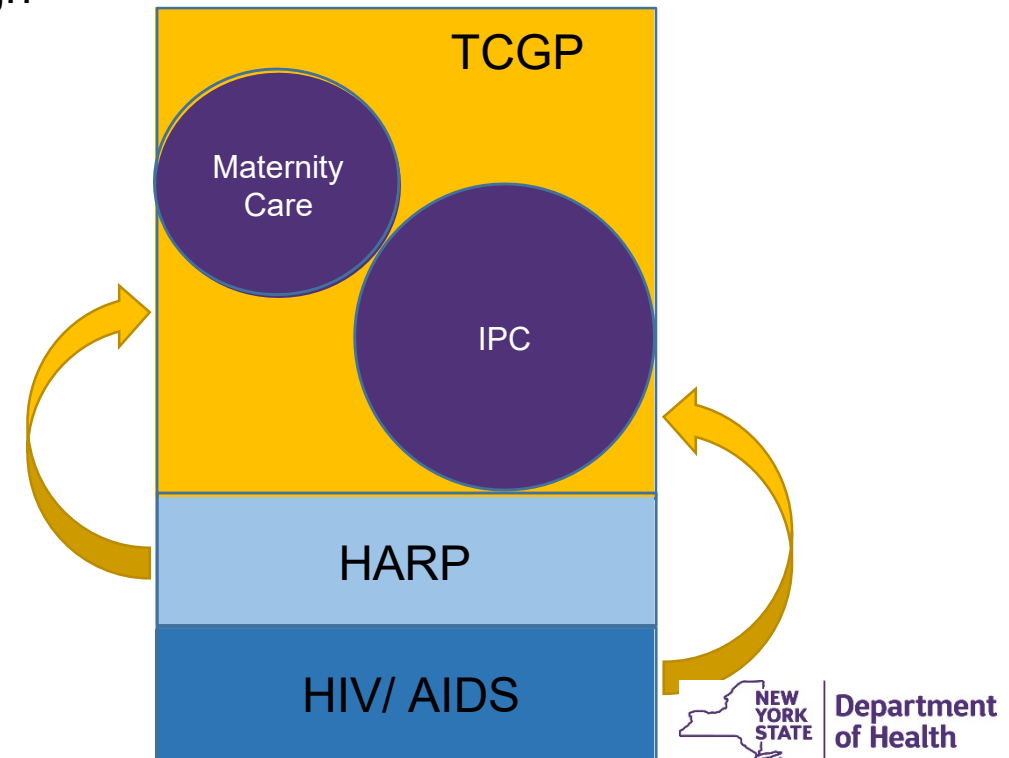 TCGP
Maternity
Care
IPC
HARP
HIV/ AIDS
NEW
YORK
STATE
Department
of Health